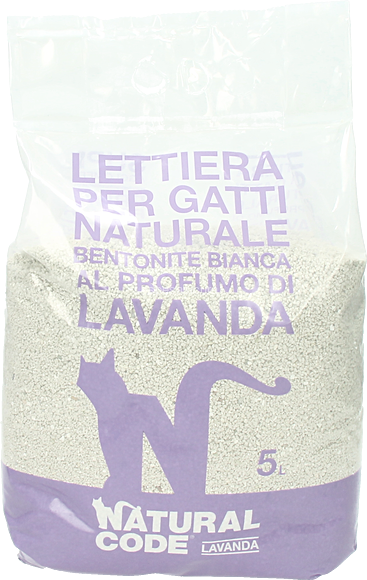 LETTIERA
PER GATTI
NATURALE
BENTONITE BIANCA
AL PROFUMO DI
LAVANDA
N
5L
NATURAL
CODE®
LAVANDA